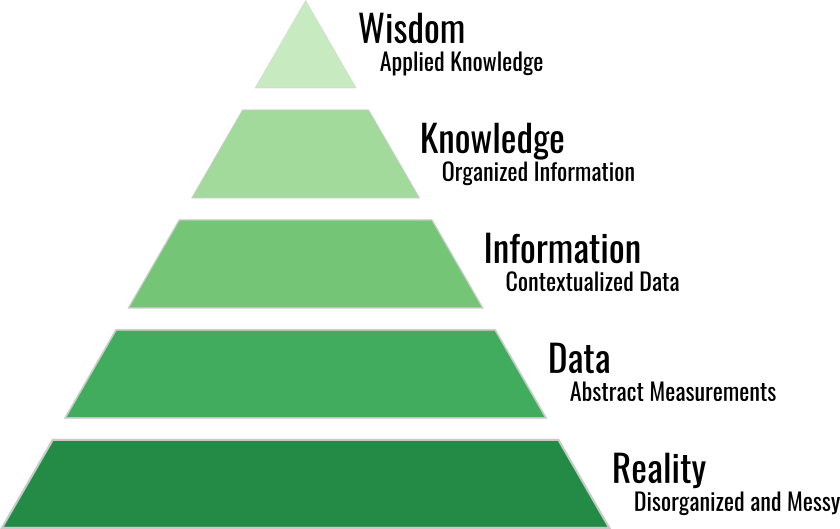 Wisdom
Applied Knowledge
Knowledge
Organized Information
Information
Contextualized Data
Data
Abstract Measurements
Reality
Disorganized and Messy